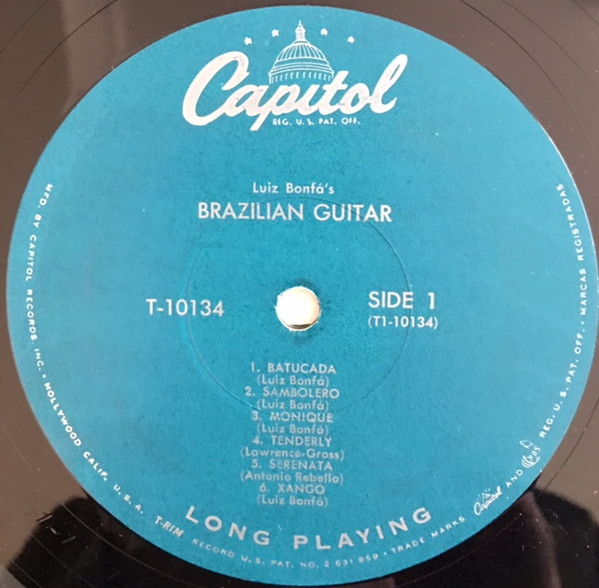 Capitol
REG. U. S. PAT. OFF.
Luiz Bonfá's
BRAZILIAN GUITAR
T-10134
SIDE 1
(T1-10134)
1. BATUCADA
(Luiz Bonfá)
2. SAMBOLERO
(Luiz Bonfá)
3. MONIQUE
(Luiz Bonfá)
4. TENDERLY
(Lawrence-Gross)
5. SERENATA
(Antonio Rebello)
6. XANGO
(Luiz Bonfá)
LONG PLAYING
MFD. BY CAPITOL RECORDS, INC. • HOLLYWOOD CALIF. U. S. A. T-RIM RECORD U.S. PAT. NO. 2 631 859 • TRADE MARKS Capitol AND REG. U. S. PAT. OFF. • MARCAS REGISTRADAS